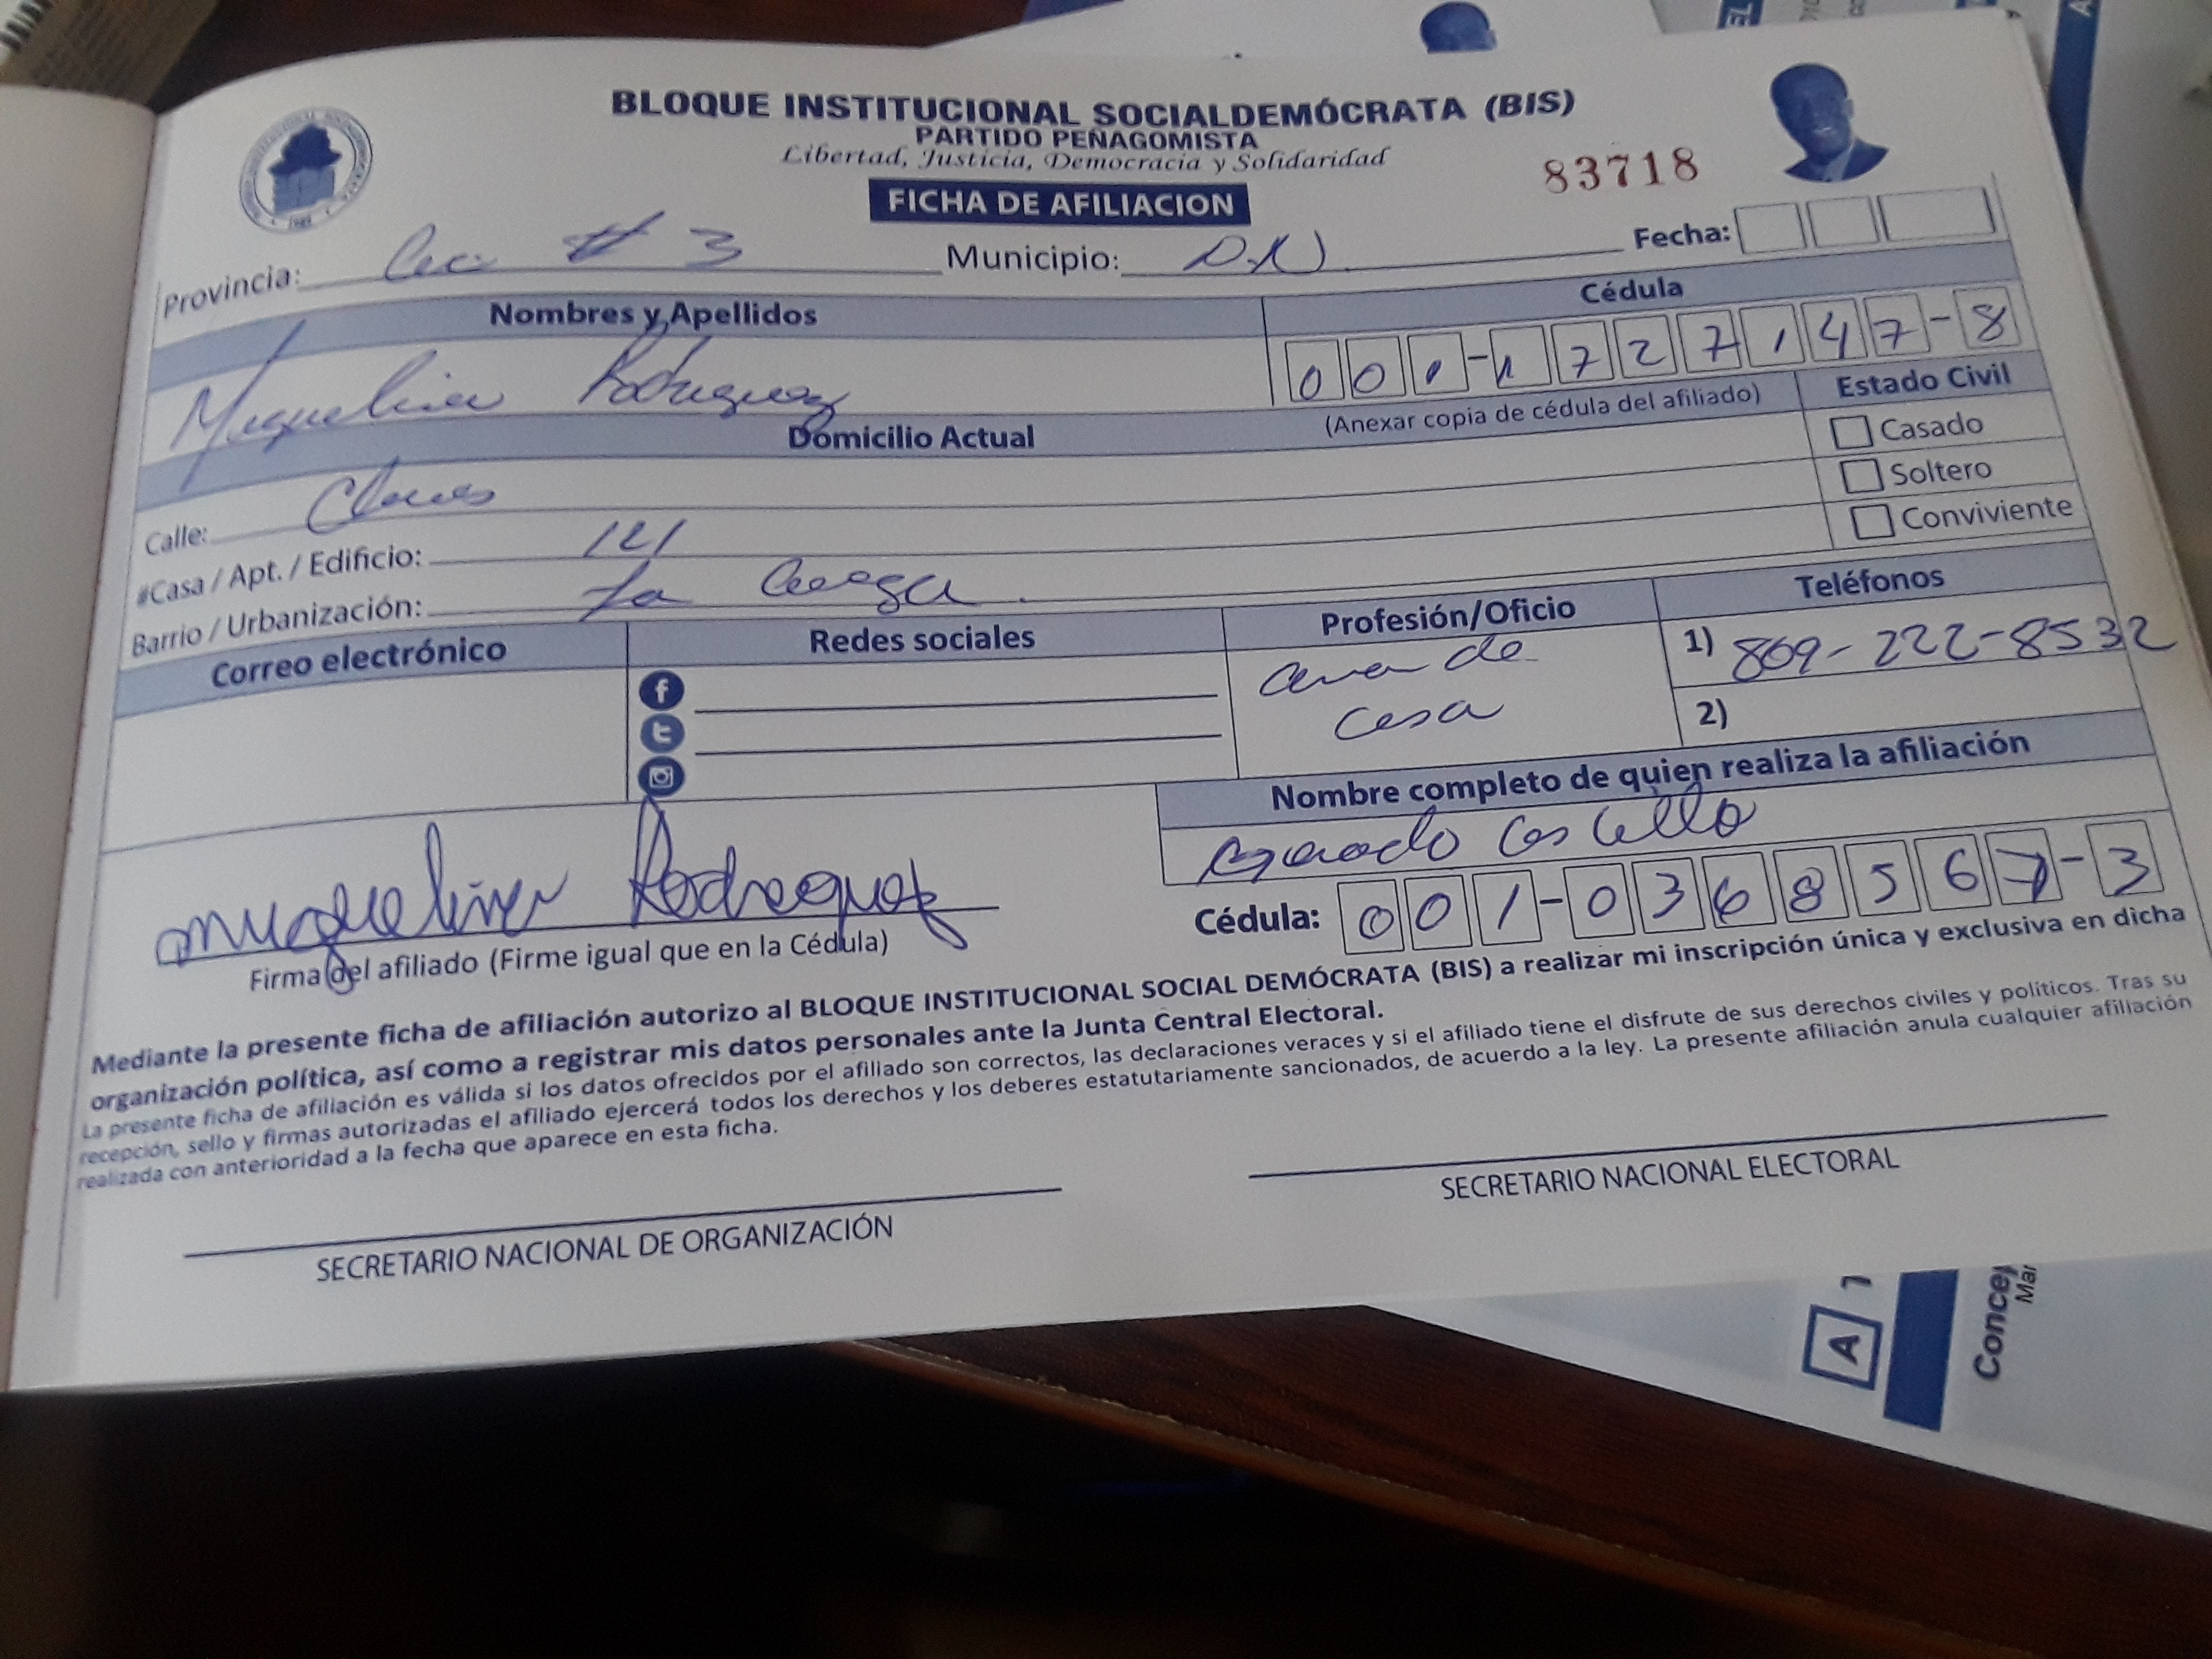 BLOQUE INSTITUCIONAL SOCIALDEMÓCRATA (BIS)
PARTIDO PEÑAGOMISTA
Libertad, Justicia, Democracia y Solidaridad
83718
FICHA DE AFILIACION
Provincia: # 3 Municipio: D.N. Fecha:
Nombres y Apellidos Cédula
Miquelina Rodriguez 001-1727147-8
(Anexar copia de cédula del afiliado) Estado Civil
Domicilio Actual
Casado
Soltero
Conviviente
Calle:
#Casa / Apt. / Edificio: 121
Barrio / Urbanización: La
Correo electrónico Redes sociales Profesión/Oficio Teléfonos
ama de casa
1) 809-222-8532
2)
Nombre completo de quien realiza la afiliación
Cédula: 001-0368567-3
Miquelina Rodriguez
Firma del afiliado (Firme igual que en la Cédula)
Mediante la presente ficha de afiliación autorizo al BLOQUE INSTITUCIONAL SOCIAL DEMÓCRATA (BIS) a realizar mi inscripción única y exclusiva en dicha
organización política, así como a registrar mis datos personales ante la Junta Central Electoral.
La presente ficha de afiliación es válida si los datos ofrecidos por el afiliado son correctos, las declaraciones veraces y si el afiliado tiene el disfrute de sus derechos civiles y políticos. Tras su
recepción, sello y firmas autorizadas el afiliado ejercerá todos los derechos y los deberes estatutariamente sancionados, de acuerdo a la ley. La presente afiliación anula cualquier afiliación
realizada con anterioridad a la fecha que aparece en esta ficha.
SECRETARIO NACIONAL DE ORGANIZACIÓN
SECRETARIO NACIONAL ELECTORAL
A